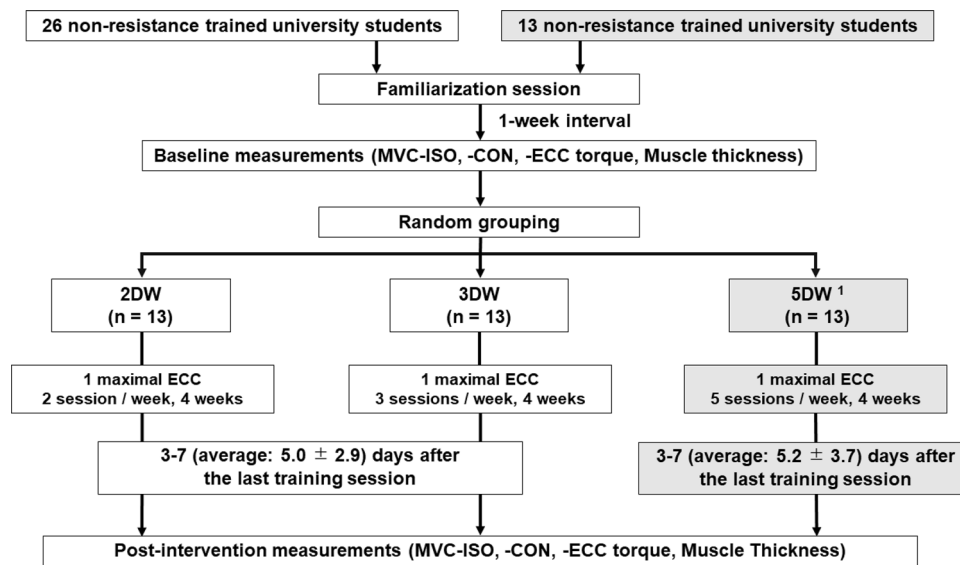 26 non-resistance trained university students
13 non-resistance trained university students
Familiarization session
1-week interval
Baseline measurements (MVC-ISO, -CON, -ECC torque, Muscle thickness)
Random grouping
2DW
(n = 13)
3DW
(n = 13)
5DW ¹
(n = 13)
1 maximal ECC
2 session / week, 4 weeks
1 maximal ECC
3 sessions / week, 4 weeks
1 maximal ECC
5 sessions / week, 4 weeks
3-7 (average: 5.0 ± 2.9) days after
the last training session
3-7 (average: 5.2 ± 3.7) days after
the last training session
Post-intervention measurements (MVC-ISO, -CON, -ECC torque, Muscle Thickness)